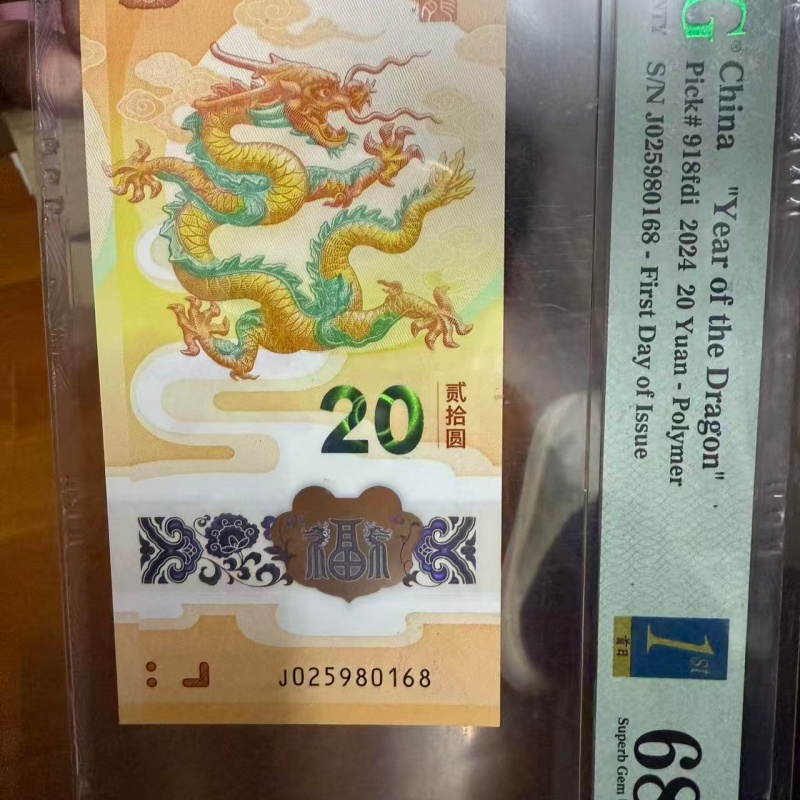 20
贰拾圆
福
J025980168
G®
China "Year of the Dragon"
Pick# 918fdi 2024 20 Yuan - Polymer
S/N J025980168 - First Day of Issue
1st
首日
68
Superb Gem